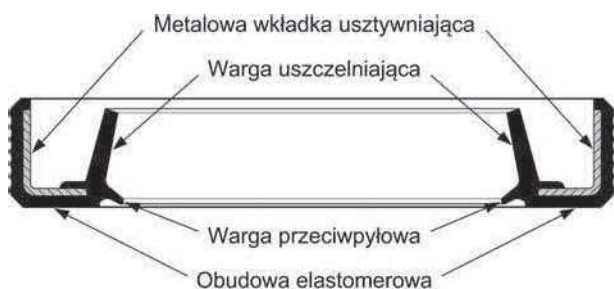 Metalowa wkładka usztywniająca
Warga uszczelniająca
Warga przeciwpyłowa
Obudowa elastomerowa